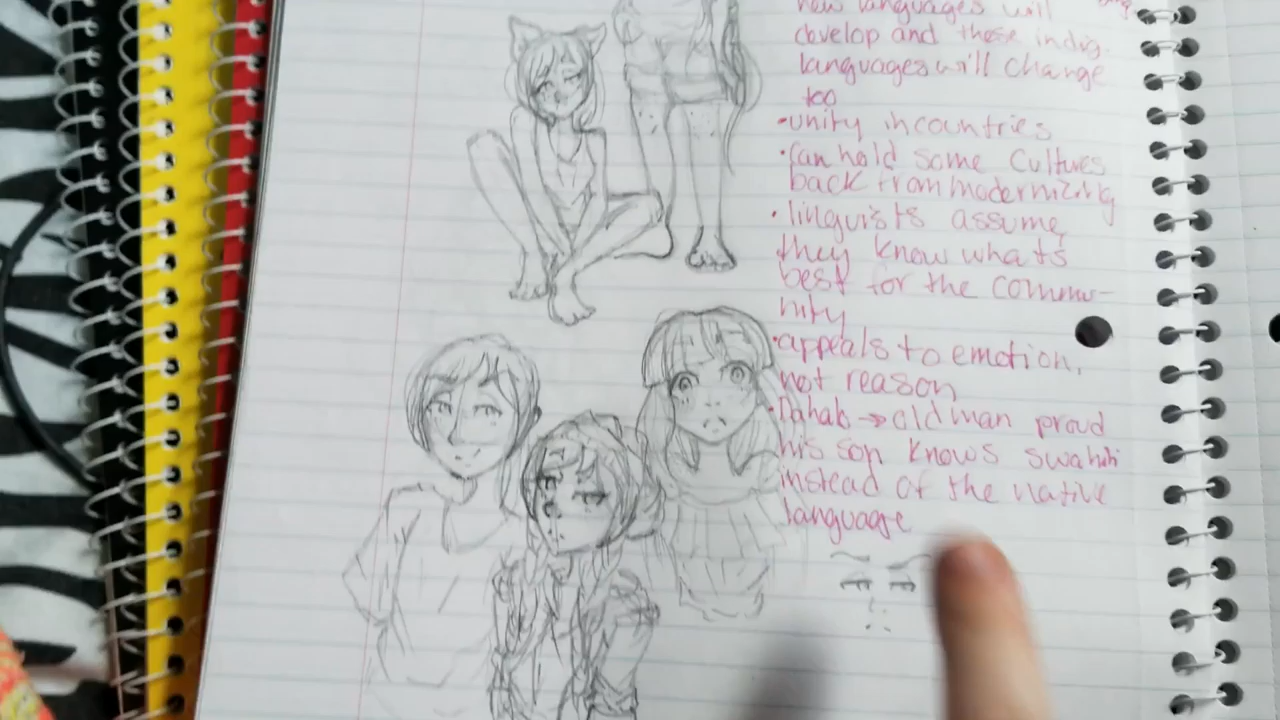 new languages will
develop and these indig.
languages will change
too
•unity in countries
•can hold some cultures
back from modernizing
•linguists assume
they know whats
best for the commu-
nity
•appeals to emotion,
not reason
•Dahab → old man proud
his son knows swahili
instead of the native
language